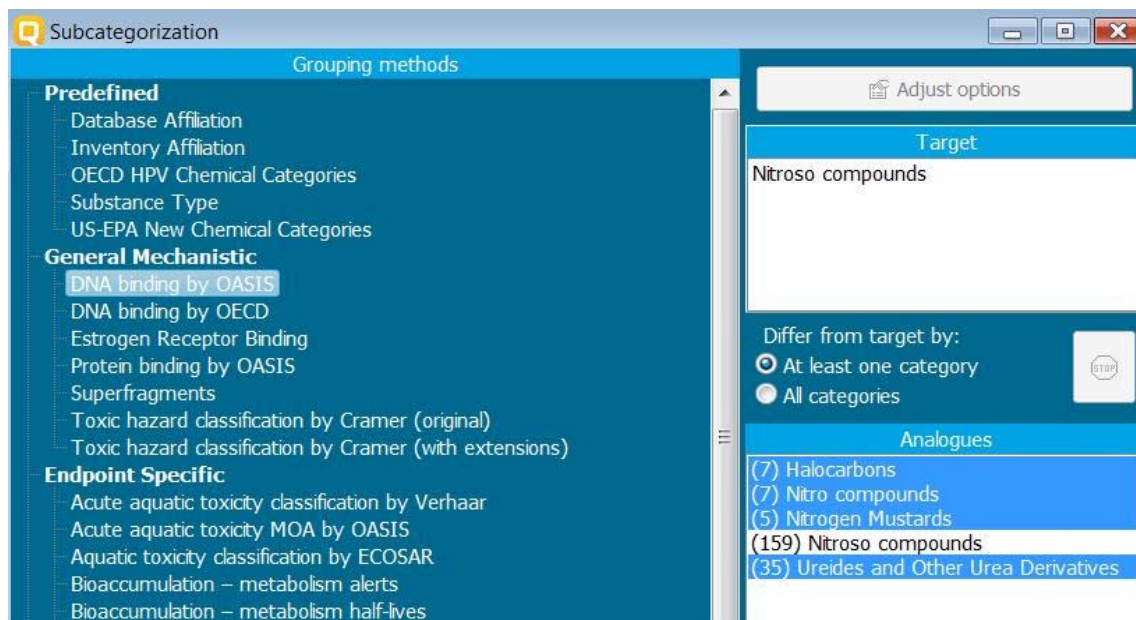 Subcategorization
Grouping methods
Predefined
Database Affiliation
Inventory Affiliation
OECD HPV Chemical Categories
Substance Type
US-EPA New Chemical Categories
General Mechanistic
DNA binding by OASIS
DNA binding by OECD
Estrogen Receptor Binding
Protein binding by OASIS
Superfragments
Toxic hazard classification by Cramer (original)
Toxic hazard classification by Cramer (with extensions)
Endpoint Specific
Acute aquatic toxicity classification by Verhaar
Acute aquatic toxicity MOA by OASIS
Aquatic toxicity classification by ECOSAR
Bioaccumulation – metabolism alerts
Bioaccumulation – metabolism half-lives
Adjust options
Target
Nitroso compounds
Differ from target by:
At least one category
All categories
STOP
Analogues
(7) Halocarbons
(7) Nitro compounds
(5) Nitrogen Mustards
(159) Nitroso compounds
(35) Ureides and Other Urea Derivatives